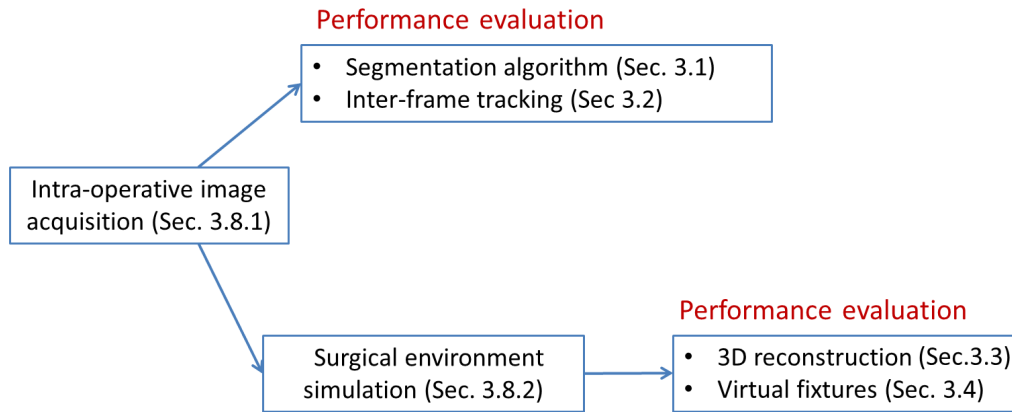 Performance evaluation
• Segmentation algorithm (Sec. 3.1)
• Inter-frame tracking (Sec 3.2)
Intra-operative image
acquisition (Sec. 3.8.1)
Performance evaluation
Surgical environment
simulation (Sec. 3.8.2)
• 3D reconstruction (Sec.3.3)
• Virtual fixtures (Sec. 3.4)